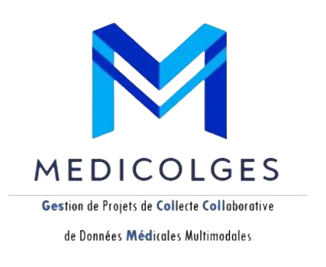 MEDICOLGES
Gestion de Projets de Collecte Collaborative
de Données Médicales Multimodales